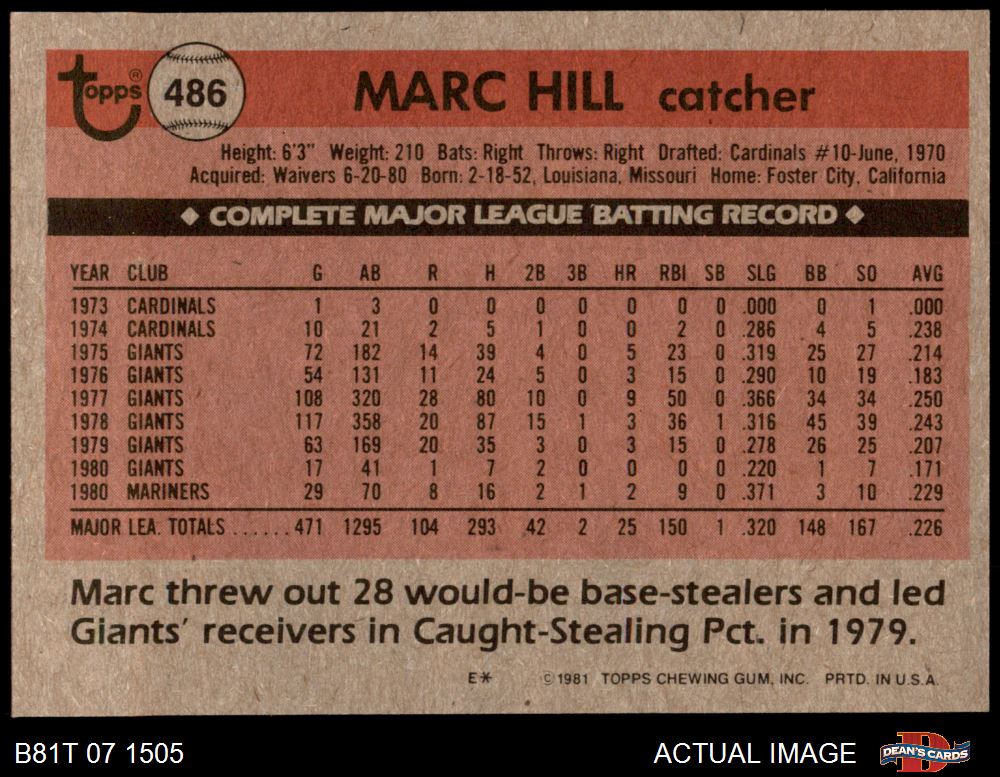 Topps® 486 MARC HILL catcher
Height: 6'3" Weight: 210 Bats: Right Throws: Right Drafted: Cardinals #10-June, 1970
Acquired: Waivers 6-20-80 Born: 2-18-52, Louisiana, Missouri Home: Foster City, California
◆ COMPLETE MAJOR LEAGUE BATTING RECORD ◆
YEAR CLUB G AB R H 2B 3B HR RBI SB SLG BB SO AVG
1973 CARDINALS 1 3 0 0 0 0 0 0 0 .000 0 1 .000
1974 CARDINALS 10 21 2 5 1 0 0 2 0 .286 4 5 .238
1975 GIANTS 72 182 14 39 4 0 5 23 0 .319 25 27 .214
1976 GIANTS 54 131 11 24 5 0 3 15 0 .290 10 19 .183
1977 GIANTS 108 320 28 80 10 0 9 50 0 .366 34 34 .250
1978 GIANTS 117 358 20 87 15 1 3 36 1 .316 45 39 .243
1979 GIANTS 63 169 20 35 3 0 3 15 0 .278 26 25 .207
1980 GIANTS 17 41 1 7 2 0 0 0 0 .220 1 7 .171
1980 MARINERS 29 70 8 16 2 1 2 9 0 .371 3 10 .229
MAJOR LEA. TOTALS ......471 1295 104 293 42 2 25 150 1 .320 148 167 .226
Marc threw out 28 would-be base-stealers and led
Giants' receivers in Caught-Stealing Pct. in 1979.
E* ©1981 TOPPS CHEWING GUM, INC. PRTD. IN U.S.A.
B81T 07 1505 ACTUAL IMAGE DEAN'S CARDS